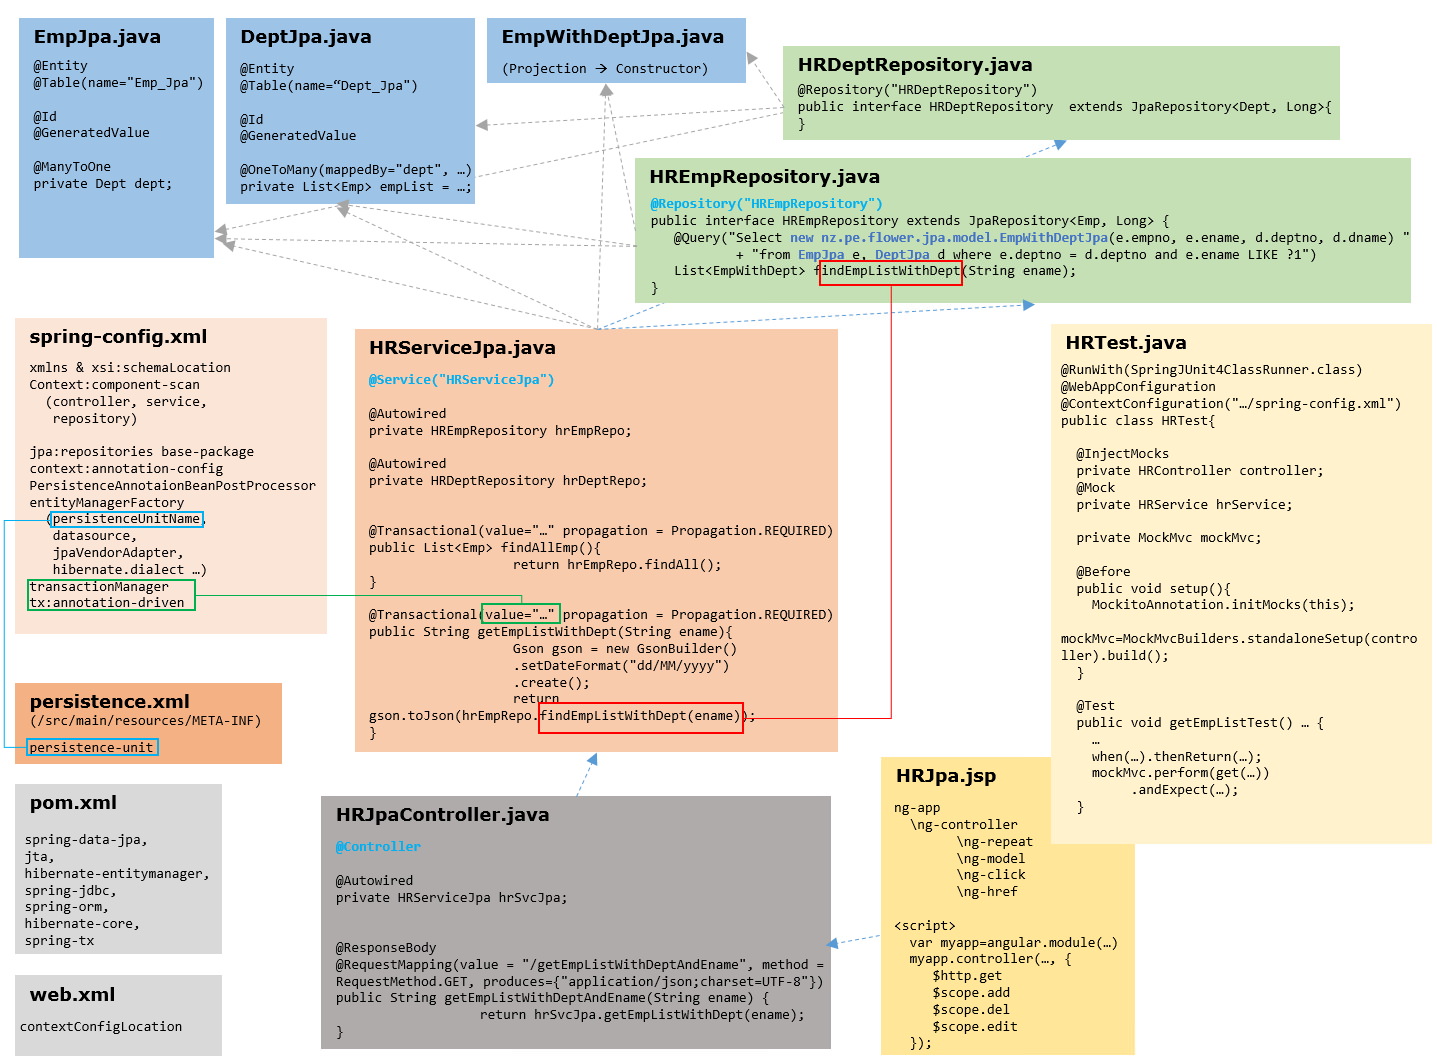 EmpJpa.java
@Entity
@Table(name="Emp_Jpa")
@Id
@GeneratedValue
@ManyToOne
private Dept dept;
DeptJpa.java
@Entity
@Table(name=“Dept_Jpa")
@Id
@GeneratedValue
@OneToMany(mappedBy="dept", …)
private List<Emp> empList = …;
EmpWithDeptJpa.java
(Projection → Constructor)
HRDeptRepository.java
@Repository("HRDeptRepository")
public interface HRDeptRepository  extends JpaRepository<Dept, Long>{
}
HREmpRepository.java
@Repository("HREmpRepository")
public interface HREmpRepository extends JpaRepository<Emp, Long> {
@Query("Select new nz.pe.flower.jpa.model.EmpWithDeptJpa(e.empno, e.ename, d.deptno, d.dname) "
+ "from EmpJpa e, DeptJpa d where e.deptno = d.deptno and e.ename LIKE ?1")
List<EmpWithDept> findEmpListWithDept(String ename);
}
spring-config.xml
xmlns & xsi:schemaLocation
Context:component-scan
(controller, service,
repository)
jpa:repositories base-package
context:annotation-config
PersistenceAnnotaionBeanPostProcessor
entityManagerFactory
(persistenceUnitName,
datasource,
jpaVendorAdapter,
hibernate.dialect …)
transactionManager
tx:annotation-driven
persistence.xml
(/src/main/resources/META-INF)
persistence-unit
pom.xml
spring-data-jpa,
jta,
hibernate-entitymanager,
spring-jdbc,
spring-orm,
hibernate-core,
spring-tx
web.xml
contextConfigLocation
HRServiceJpa.java
@Service("HRServiceJpa")
@Autowired
private HREmpRepository hrEmpRepo;
@Autowired
private HRDeptRepository hrDeptRepo;
@Transactional(value="…" propagation = Propagation.REQUIRED)
public List<Emp> findAllEmp(){
return hrEmpRepo.findAll();
}
@Transactional(value="…" propagation = Propagation.REQUIRED)
public String getEmpListWithDept(String ename){
Gson gson = new GsonBuilder()
.setDateFormat("dd/MM/yyyy")
.create();
return
gson.toJson(hrEmpRepo.findEmpListWithDept(ename));
}
HRJpaController.java
@Controller
@Autowired
private HRServiceJpa hrSvcJpa;
@ResponseBody
@RequestMapping(value = "/getEmpListWithDeptAndEname", method =
RequestMethod.GET, produces={"application/json;charset=UTF-8"})
public String getEmpListWithDeptAndEname(String ename) {
return hrSvcJpa.getEmpListWithDept(ename);
}
HRJpa.jsp
ng-app
\ng-controller
\ng-repeat
\ng-model
\ng-click
\ng-href
<script>
var myapp=angular.module(…)
myapp.controller(…, {
$http.get
$scope.add
$scope.del
$scope.edit
});
HRTest.java
@RunWith(SpringJUnit4ClassRunner.class)
@WebAppConfiguration
@ContextConfiguration("…/spring-config.xml")
public class HRTest{
@InjectMocks
private HRController controller;
@Mock
private HRService hrService;
private MockMvc mockMvc;
@Before
public void setup(){
MockitoAnnotation.initMocks(this);
mockMvc=MockMvcBuilders.standaloneSetup(contro
ller).build();
}
@Test
public void getEmpListTest() … {
…
when(…).thenReturn(…);
mockMvc.perform(get(…))
.andExpect(…);
}